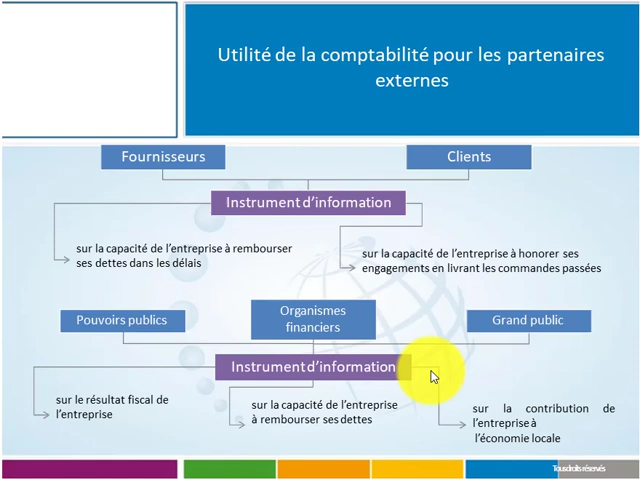 Utilité de la comptabilité pour les partenaires
externes
Fournisseurs
Clients
Instrument d’information
sur la capacité de l’entreprise à rembourser
ses dettes dans les délais
sur la capacité de l’entreprise à honorer ses
engagements en livrant les commandes passées
Pouvoirs publics
Organismes
financiers
Grand public
Instrument d’information
sur le résultat fiscal de
l’entreprise
sur la capacité de l’entreprise
à rembourser ses dettes
sur la contribution de
l’entreprise à
l’économie locale
Tous droits réservés